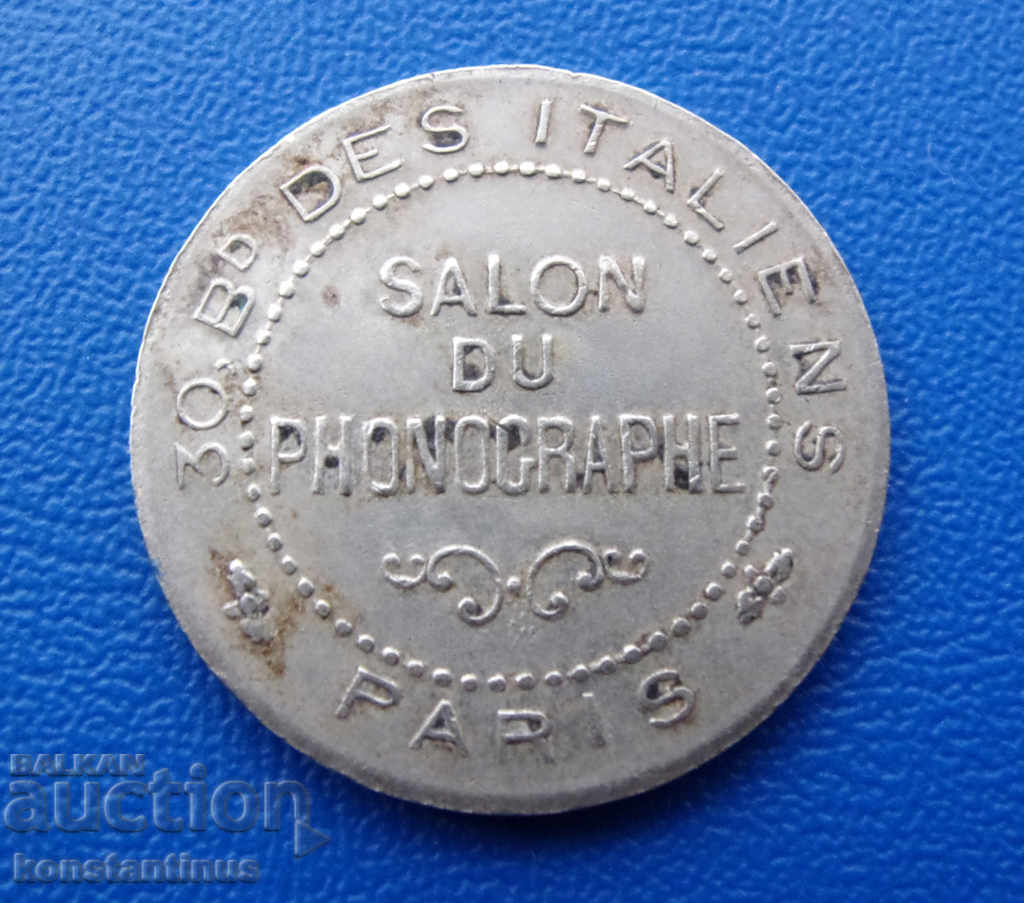 30, BD DES ITALIENS
SALON
DU
PHONOGRAPHE
PARIS
BALKAN
auction
konstantinus